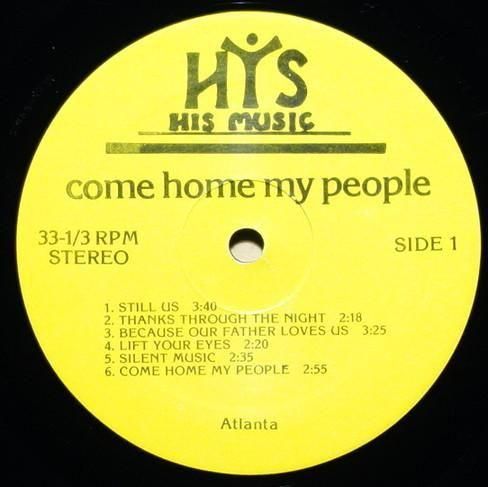 HIS
HIS MUSIC
come home my people
33-1/3 RPM
STEREO
SIDE 1
1. STILL US 3:40
2. THANKS THROUGH THE NIGHT 2:18
3. BECAUSE OUR FATHER LOVES US 3:25
4. LIFT YOUR EYES 2:20
5. SILENT MUSIC 2:35
6. COME HOME MY PEOPLE 2:55
Atlanta